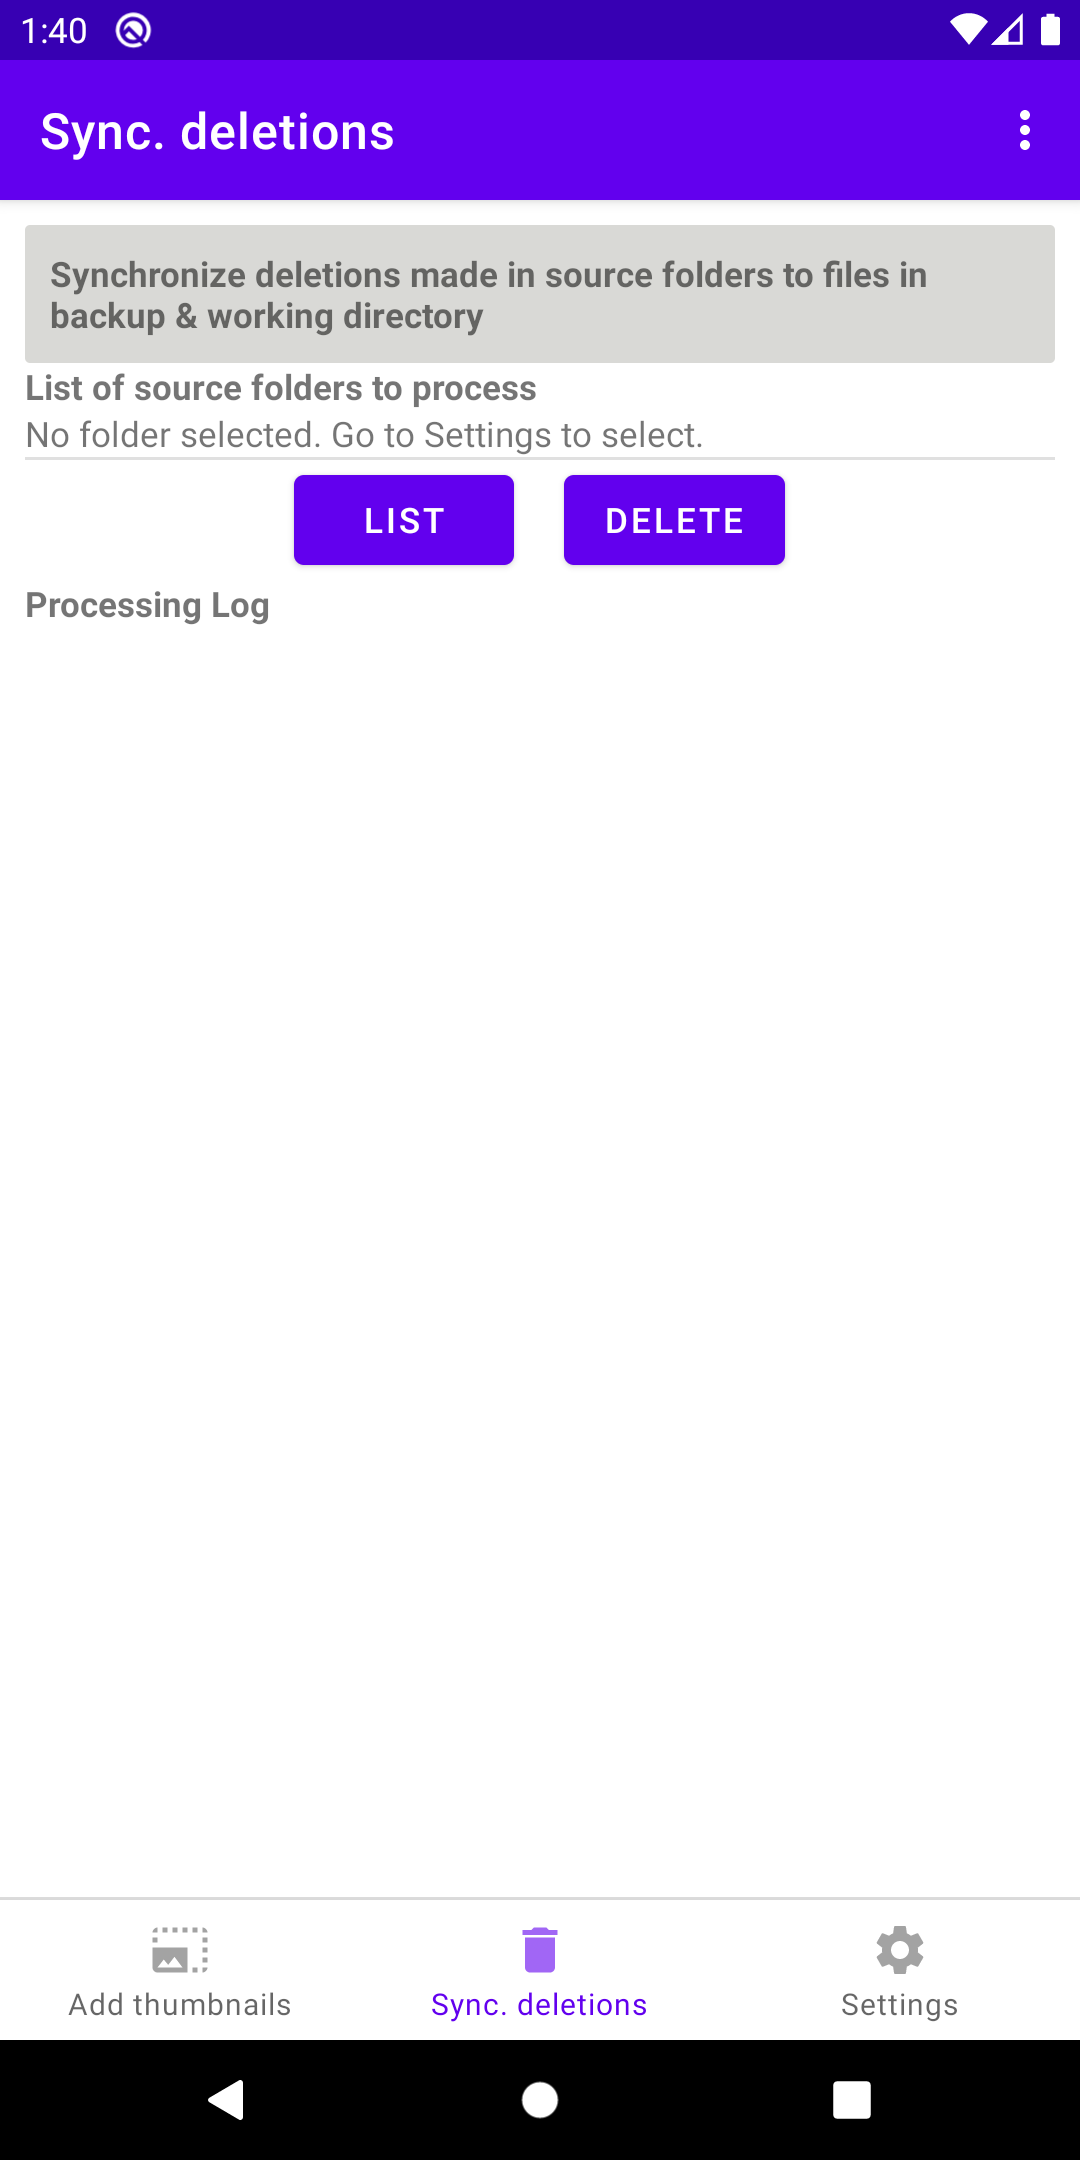 1:40
Sync. deletions
Synchronize deletions made in source folders to files in
backup & working directory
List of source folders to process
No folder selected. Go to Settings to select.
LIST
DELETE
Processing Log
Add thumbnails
Sync. deletions
Settings